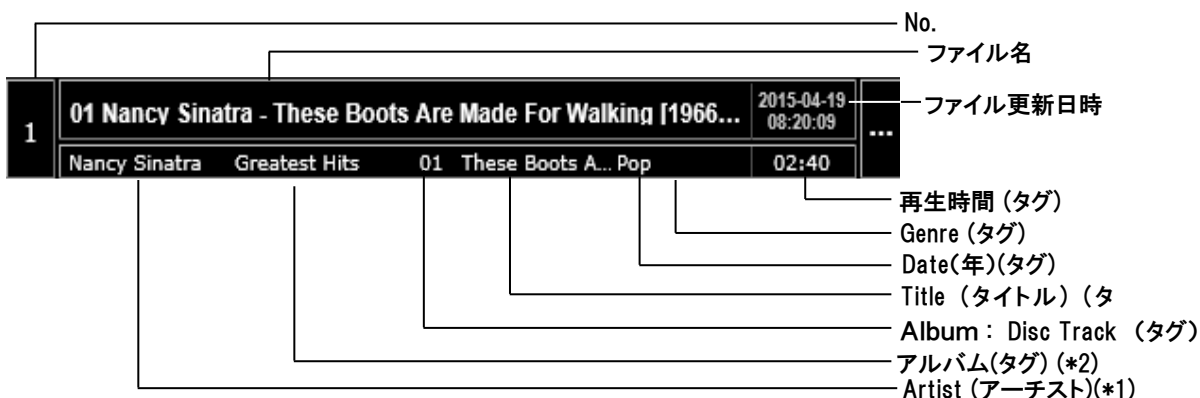 No.
ファイル名
1
01 Nancy Sinatra - These Boots Are Made For Walking [1966...
2015-04-19
08:20:09
ファイル更新日時
...
Nancy Sinatra Greatest Hits 01 These Boots A... Pop 02:40
再生時間 (タグ)
Genre (タグ)
Date(年)(タグ)
Title (タイトル) (タ
Album : Disc Track (タグ)
アルバム(タグ) (*2)
Artist (アーチスト)(*1)